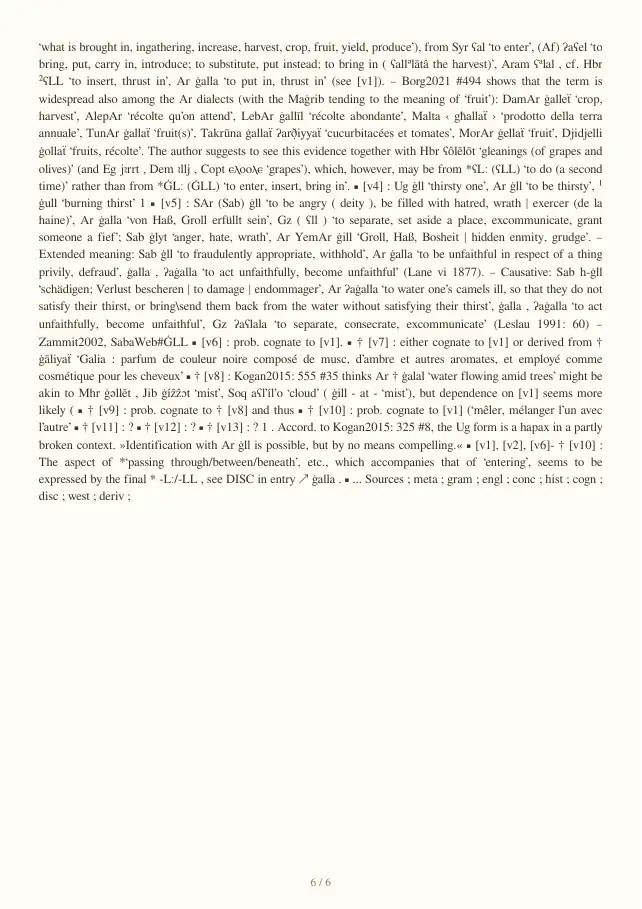 ‘what is brought in, ingathering, increase, harvest, crop, fruit, yield, produce’), from Syr ʕal ‘to enter’, (Af) ʔaʕel ‘to
bring, put, carry in, introduce; to substitute, put instead; to bring in ( ʕallᵃlātâ the harvest)’, Aram ʕᵃlal , cf. Hbr
²ʕLL ‘to insert, thrust in’, Ar ġalla ‘to put in, thrust in’ (see [v1]). – Borg2021 #494 shows that the term is
widespread also among the Ar dialects (with the Maġrib tending to the meaning of ‘fruit’): DamAr ġalleẗ ‘crop,
harvest’, AlepAr ‘récolte qu’on attend’, LebAr ġallīl ‘récolte abondante’, Malta ‹ għallaẗ › ‘prodotto della terra
annuale’, TunAr ġallaẗ ‘fruit(s)’, Takrūna ġallaẗ ʔarḍiyyaẗ ‘cucurbitacées et tomates’, MorAr ġellaẗ ‘fruit’, Djidjelli
ġollaẗ ‘fruits, récolte’. The author suggests to see this evidence together with Hbr ʕôlēlōt ‘gleanings (of grapes and
olives)’ (and Eg jꜣrrt , Dem ꜣllj , Copt ⲉⲗⲟⲟⲗⲉ ‘grapes’), which, however, may be from *ʕL: (ʕLL) ‘to do (a second
time)’ rather than from *ĠL: (ĠLL) ‘to enter, insert, bring in’. ▪ [v4] : Ug ġll ‘thirsty one’, Ar ġll ‘to be thirsty’, ¹
ġull ‘burning thirst’ 1 ▪ [v5] : SAr (Sab) ġll ‘to be angry ( deity ), be filled with hatred, wrath | exercer (de la
haine)’, Ar ġalla ‘von Haß, Groll erfüllt sein’, Gz ( ʕll ) ‘to separate, set aside a place, excommunicate, grant
someone a fief’; Sab ġlyt ‘anger, hate, wrath’, Ar YemAr ġill ‘Groll, Haß, Bosheit | hidden enmity, grudge’. –
Extended meaning: Sab ġll ‘to fraudulently appropriate, withhold’, Ar ġalla ‘to be unfaithful in respect of a thing
privily, defraud’, ġalla , ʔaġalla ‘to act unfaithfully, become unfaithful’ (Lane vi 1877). – Causative: Sab h-ġll
‘schädigen; Verlust bescheren | to damage | endommager’, Ar ʔaġalla ‘to water one’s camels ill, so that they do not
satisfy their thirst, or bring\send them back from the water without satisfying their thirst’, ġalla , ʔaġalla ‘to act
unfaithfully, become unfaithful’, Gz ʔaʕlala ‘to separate, consecrate, excommunicate’ (Leslau 1991: 60) –
Zammit2002, SabaWeb#ĠLL ▪ [v6] : prob. cognate to [v1]. ▪ † [v7] : either cognate to [v1] or derived from †
ġāliyaẗ ‘Galia : parfum de couleur noire composé de musc, d’ambre et autres aromates, et employé comme
cosmétique pour les cheveux’ ▪ † [v8] : Kogan2015: 555 #35 thinks Ar † ġalal ‘water flowing amid trees’ might be
akin to Mhr ġallēt , Jib ġíẑẑɔt ‘mist’, Soq aʕl’íl’o ‘cloud’ ( ġill - at - ‘mist’), but dependence on [v1] seems more
likely ( ▪ † [v9] : prob. cognate to † [v8] and thus ▪ † [v10] : prob. cognate to [v1] (‘mêler, mélanger l’un avec
l’autre’ ▪ † [v11] : ? ▪ † [v12] : ? ▪ † [v13] : ? 1 . Accord. to Kogan2015: 325 #8, the Ug form is a hapax in a partly
broken context. »Identification with Ar ġll is possible, but by no means compelling.« ▪ [v1], [v2], [v6]- † [v10] :
The aspect of *‘passing through/between/beneath’, etc., which accompanies that of ‘entering’, seems to be
expressed by the final * -L:/-LL , see DISC in entry ↗ ġalla . ▪ ... Sources ; meta ; gram ; engl ; conc ; hist ; cogn ;
disc ; west ; deriv ;
6 / 6